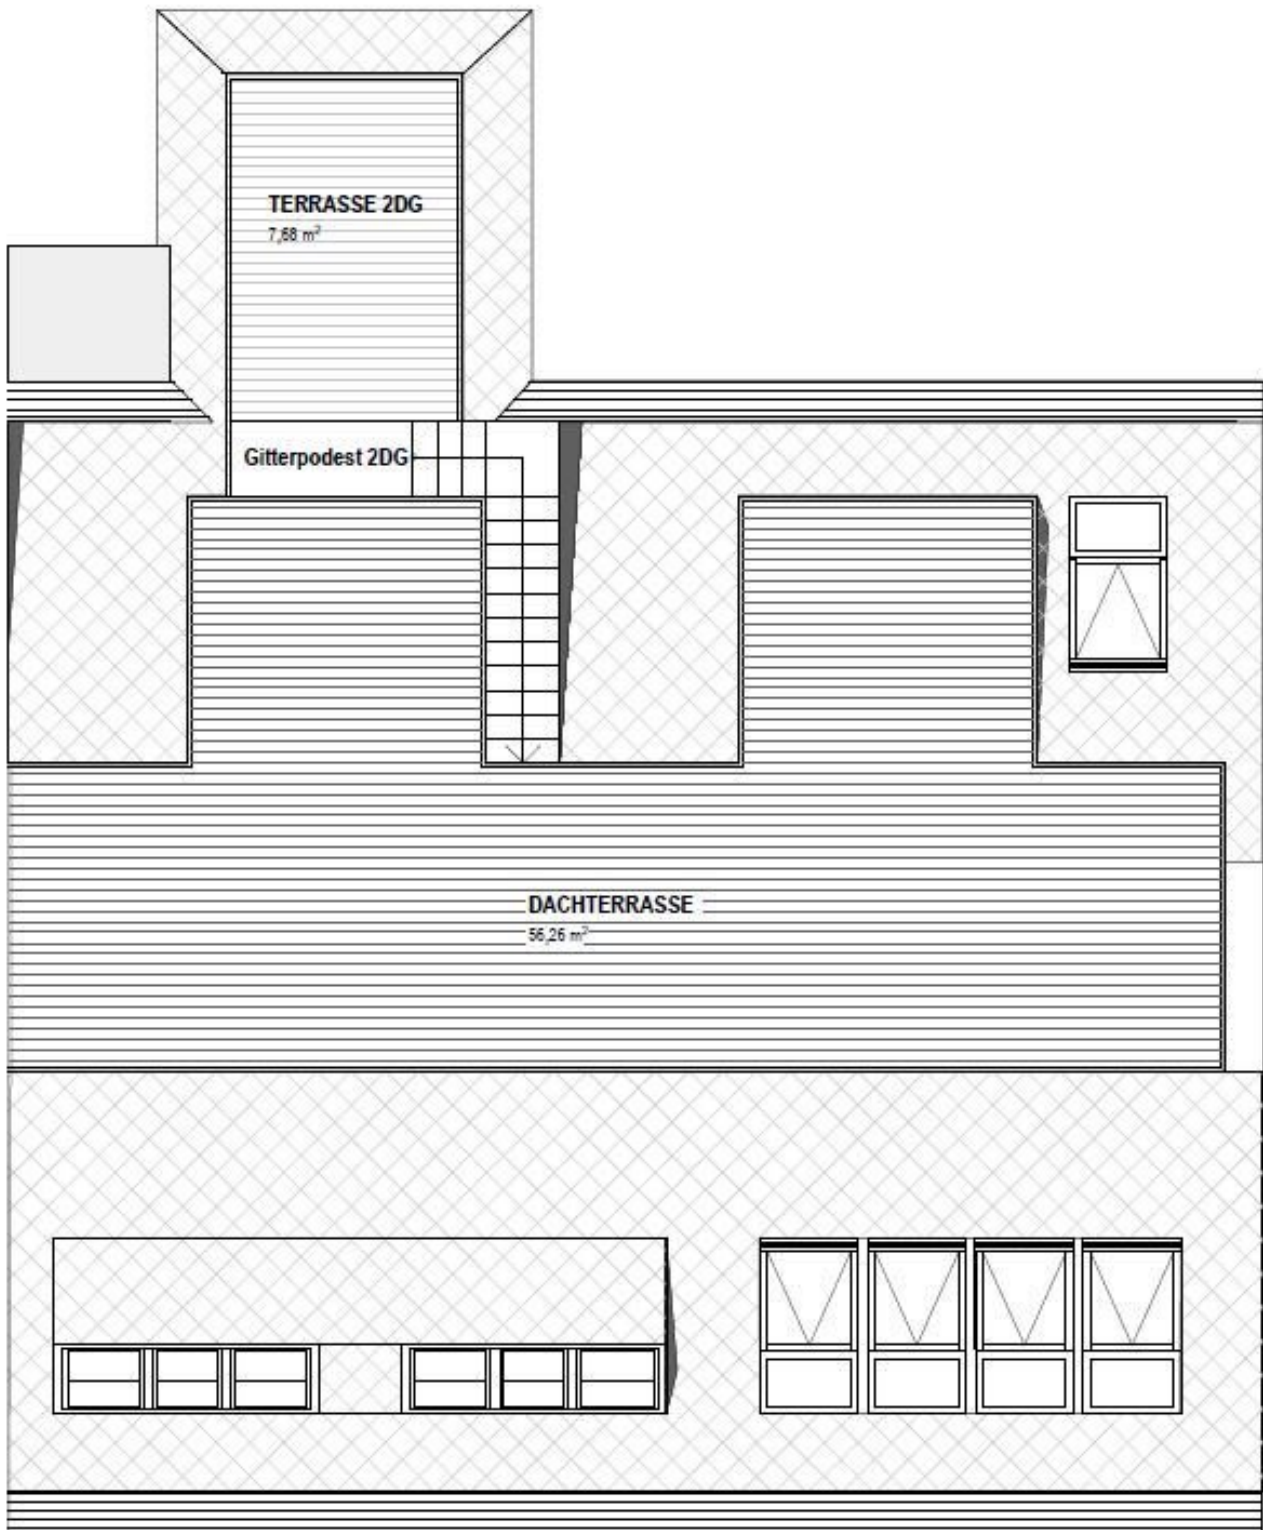 TERRASSE 2DG
7,68 m²
Gitterpodest 2DG
DACHTERRASSE
56,26 m²